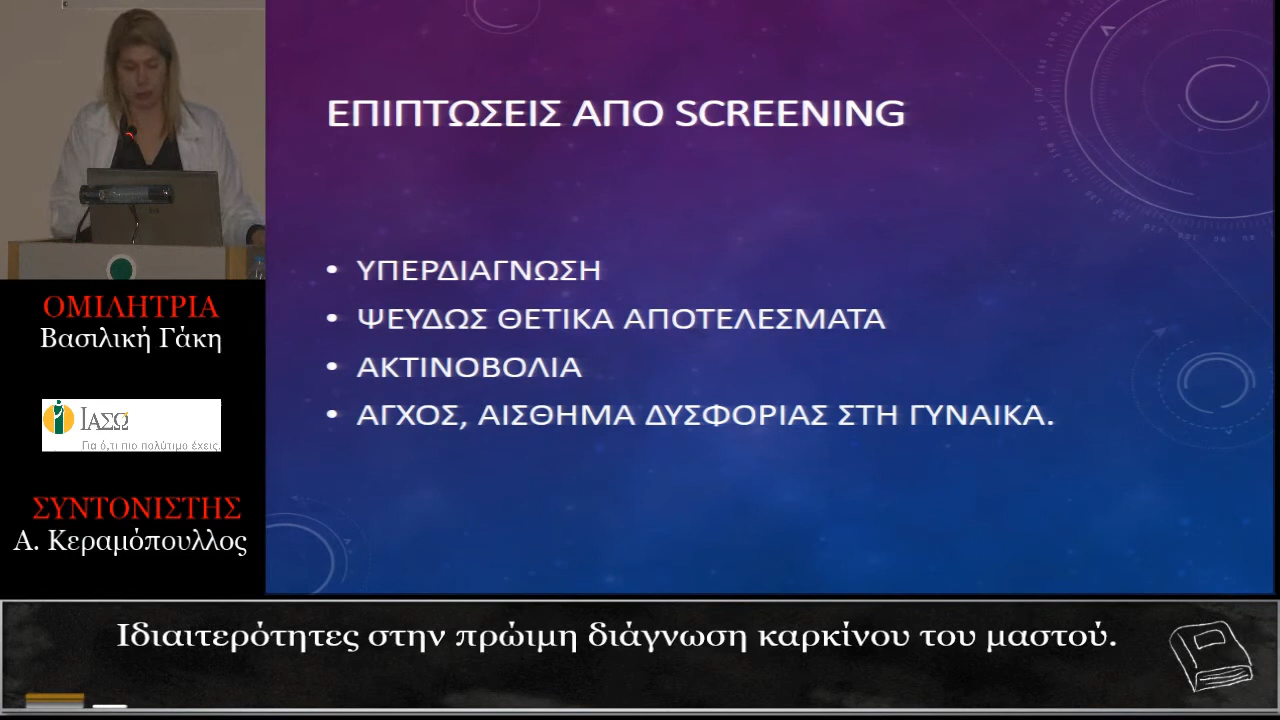 ΕΠΙΠΤΩΣΕΙΣ ΑΠΟ SCREENING
• ΥΠΕΡΔΙΑΓΝΩΣΗ
• ΨΕΥΔΩΣ ΘΕΤΙΚΑ ΑΠΟΤΕΛΕΣΜΑΤΑ
• ΑΚΤΙΝΟΒΟΛΙΑ
• ΑΓΧΟΣ, ΑΙΣΘΗΜΑ ΔΥΣΦΟΡΙΑΣ ΣΤΗ ΓΥΝΑΙΚΑ.
ΟΜΙΛΗΤΡΙΑ
Βασιλική Γάκη
ΙΑΣΩ
Για ό,τι πιο πολύτιμο έχεις.
ΣΥΝΤΟΝΙΣΤΗΣ
Α. Κεραμόπουλλος
Ιδιαιτερότητες στην πρώιμη διάγνωση καρκίνου του μαστού.